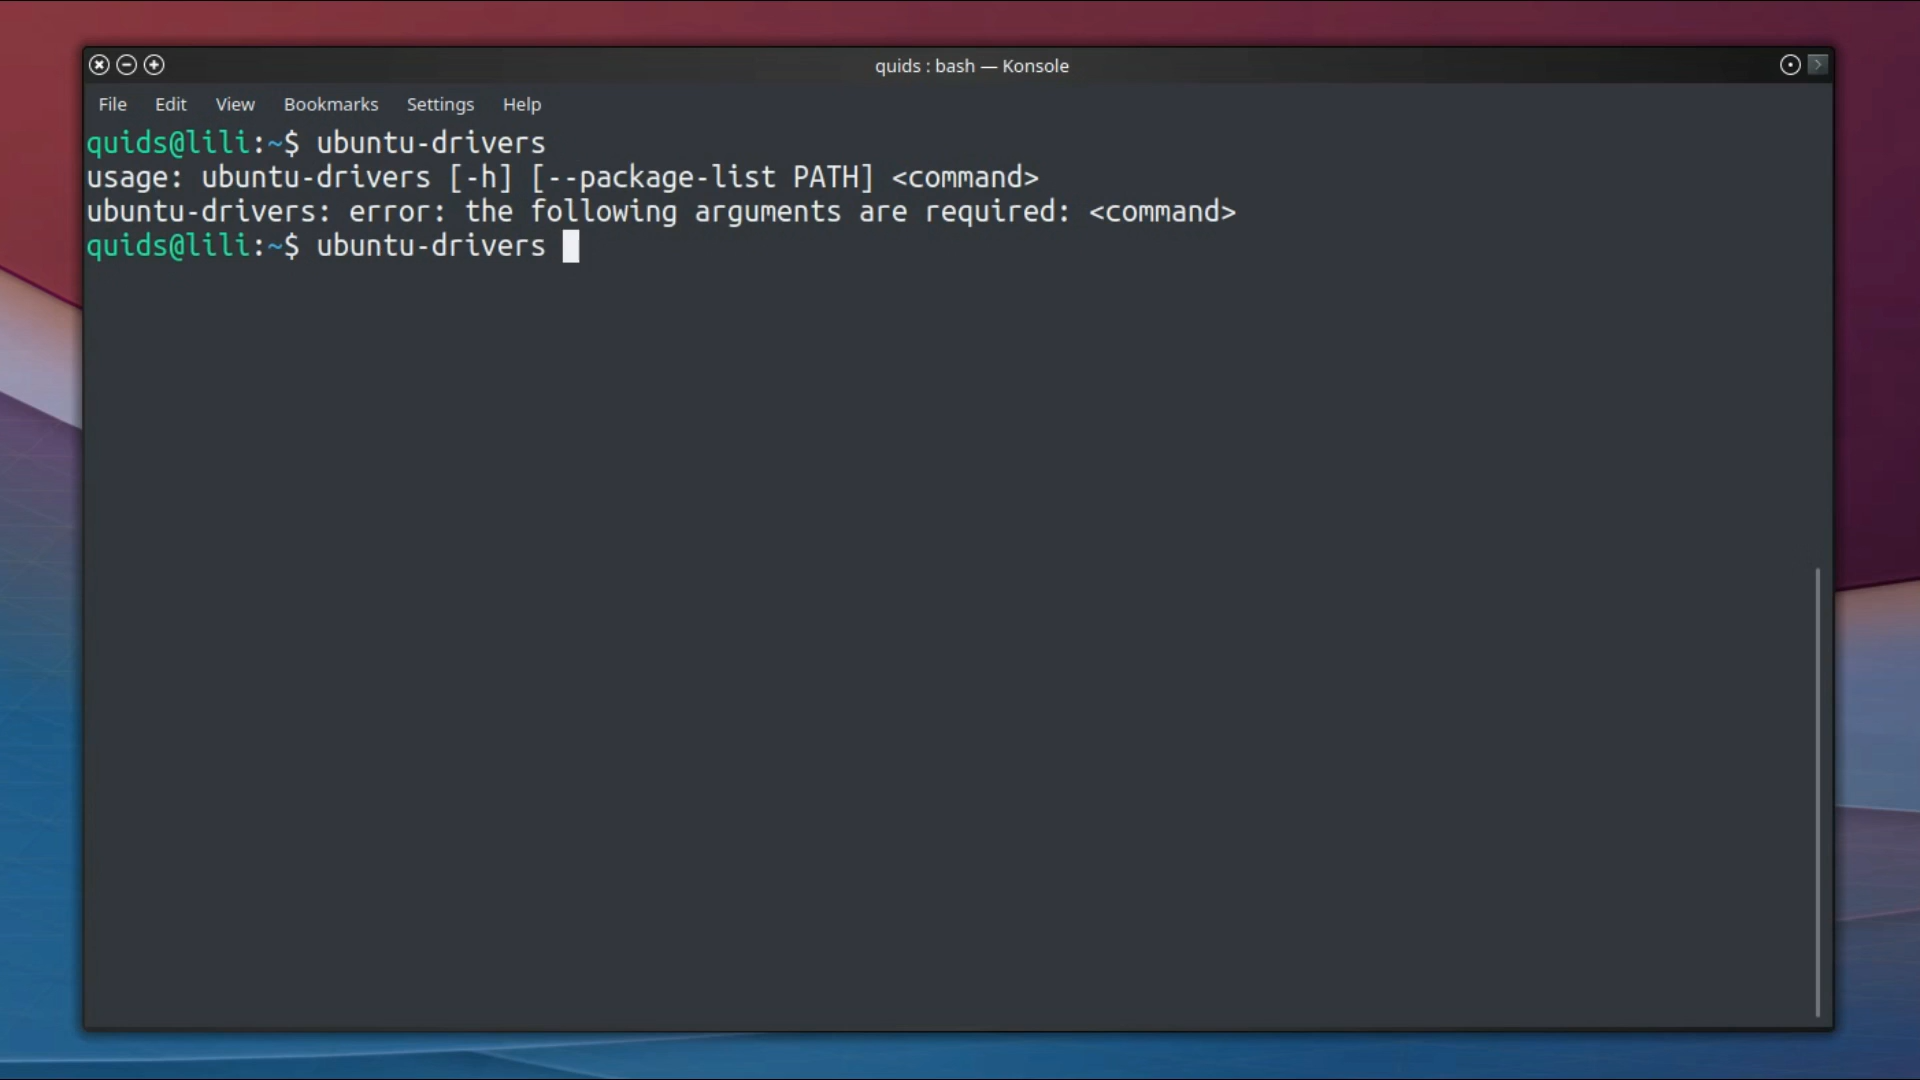 quids : bash — Konsole
File Edit View Bookmarks Settings Help
quids@lili:~$ ubuntu-drivers
usage: ubuntu-drivers [-h] [--package-list PATH] <command>
ubuntu-drivers: error: the following arguments are required: <command>
quids@lili:~$ ubuntu-drivers